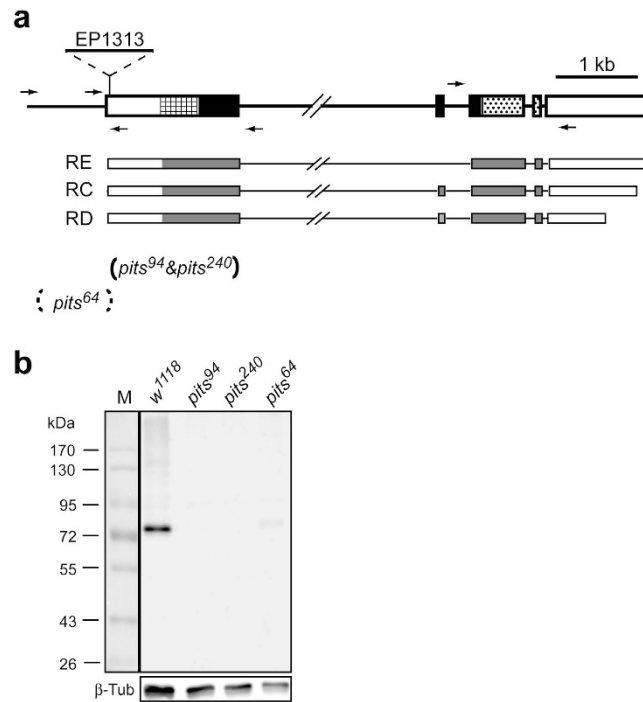 a
EP1313
1 kb
RE
RC
RD
(pits94&pits240)
( pits64 )
b
M w1118 pits94 pits240 pits64
kDa
170
130
95
72
55
43
26
β-Tub